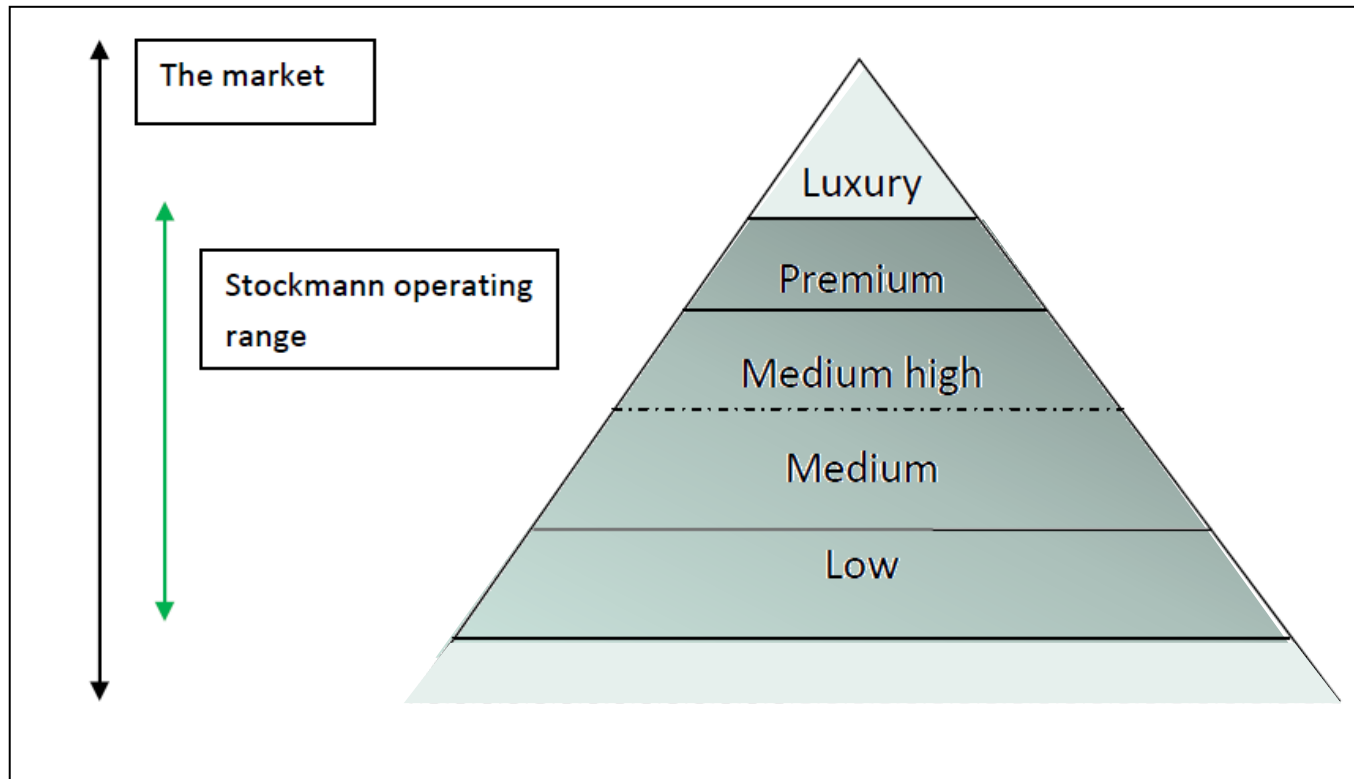 The market
Luxury
Stockmann operating
range
Premium
Medium high
Medium
Low